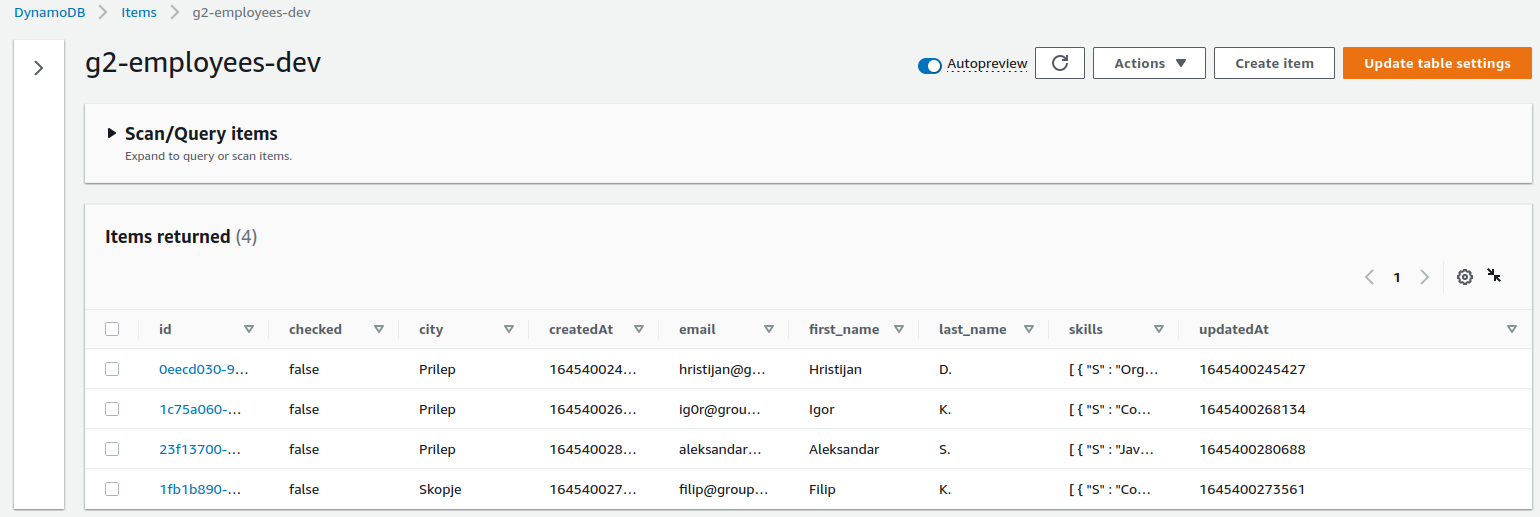 DynamoDB > Items > g2-employees-dev
g2-employees-dev
Autopreview
Actions
Create item
Update table settings
Scan/Query items
Expand to query or scan items.
Items returned (4)
1
id checked city createdAt email first_name last_name skills updatedAt
0eecd030-9... false Prilep 164540024... hristijan@g... Hristijan D. [ { "S" : "Org... 1645400245427
1c75a060-... false Prilep 164540026... ig0r@grou... Igor K. [ { "S" : "Co... 1645400268134
23f13700-... false Prilep 164540028... aleksandar... Aleksandar S. [ { "S" : "Jav... 1645400280688
1fb1b890-... false Skopje 164540027... filip@group... Filip K. [ { "S" : "Co... 1645400273561